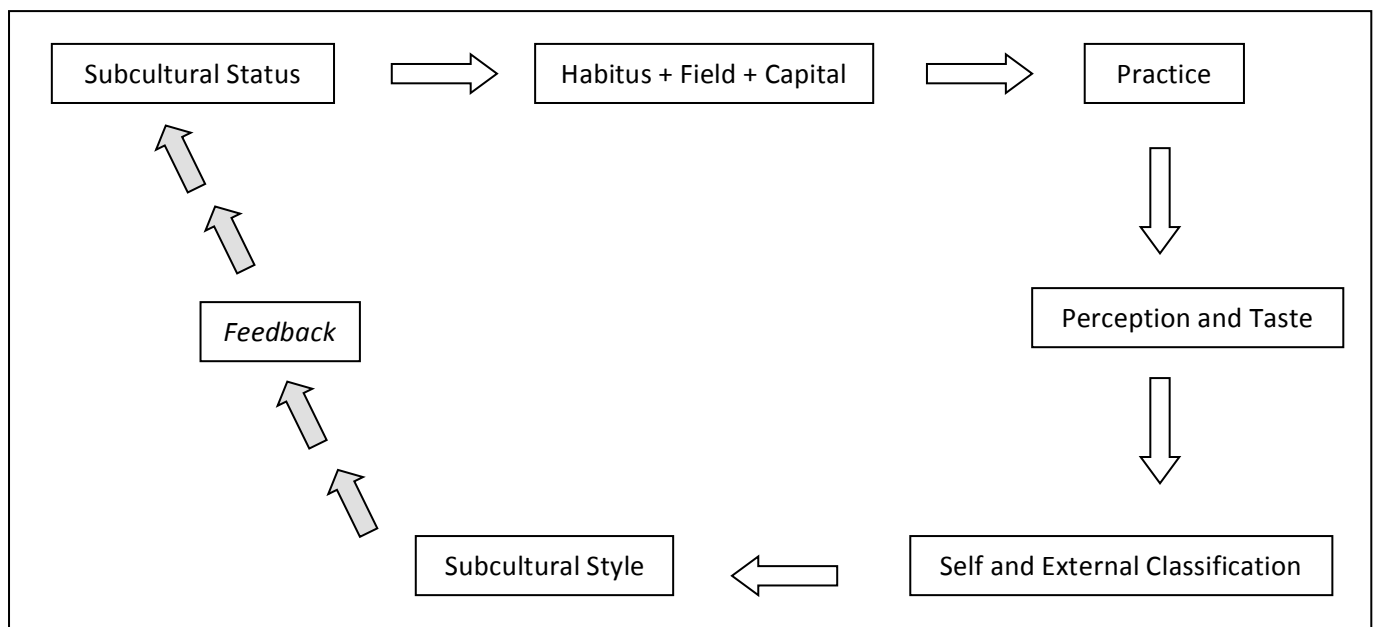 Subcultural Status
Habitus + Field + Capital
Practice
Perception and Taste
Feedback
Subcultural Style
Self and External Classification